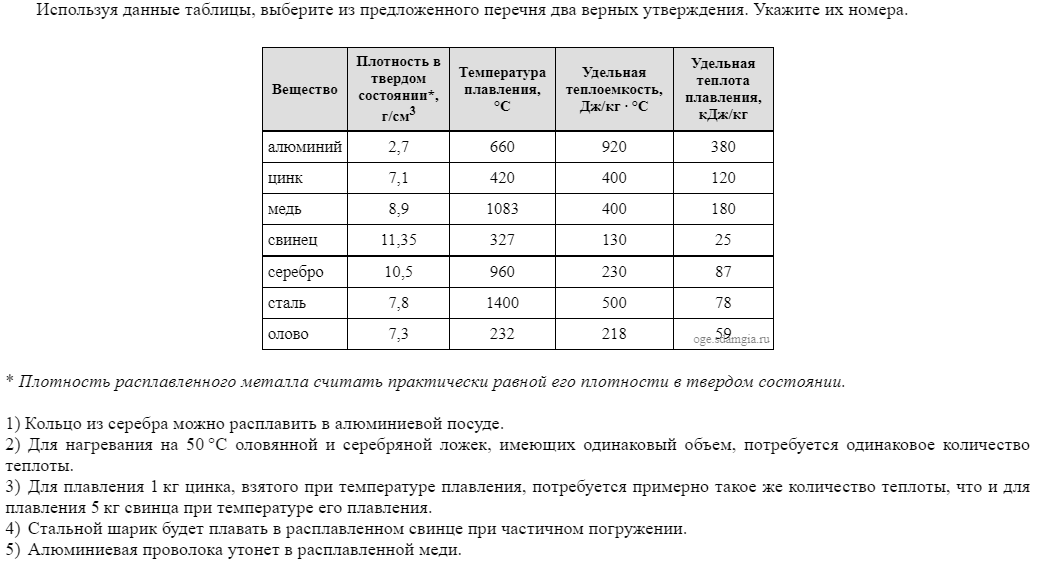 Используя данные таблицы, выберите из предложенного перечня два верных утверждения. Укажите их номера.
Вещество Плотность в твердом состоянии*, г/см3 Температура плавления, °C Удельная теплоемкость, Дж/кг · °C Удельная теплота плавления, кДж/кг
алюминий 2,7 660 920 380
цинк 7,1 420 400 120
медь 8,9 1083 400 180
свинец 11,35 327 130 25
серебро 10,5 960 230 87
сталь 7,8 1400 500 78
олово 7,3 232 218 59
oge.sdamgia.ru
* Плотность расплавленного металла считать практически равной его плотности в твердом состоянии.
1) Кольцо из серебра можно расплавить в алюминиевой посуде.
2) Для нагревания на 50 °C оловянной и серебряной ложек, имеющих одинаковый объем, потребуется одинаковое количество
теплоты.
3) Для плавления 1 кг цинка, взятого при температуре плавления, потребуется примерно такое же количество теплоты, что и для
плавления 5 кг свинца при температуре его плавления.
4) Стальной шарик будет плавать в расплавленном свинце при частичном погружении.
5) Алюминиевая проволока утонет в расплавленной меди.